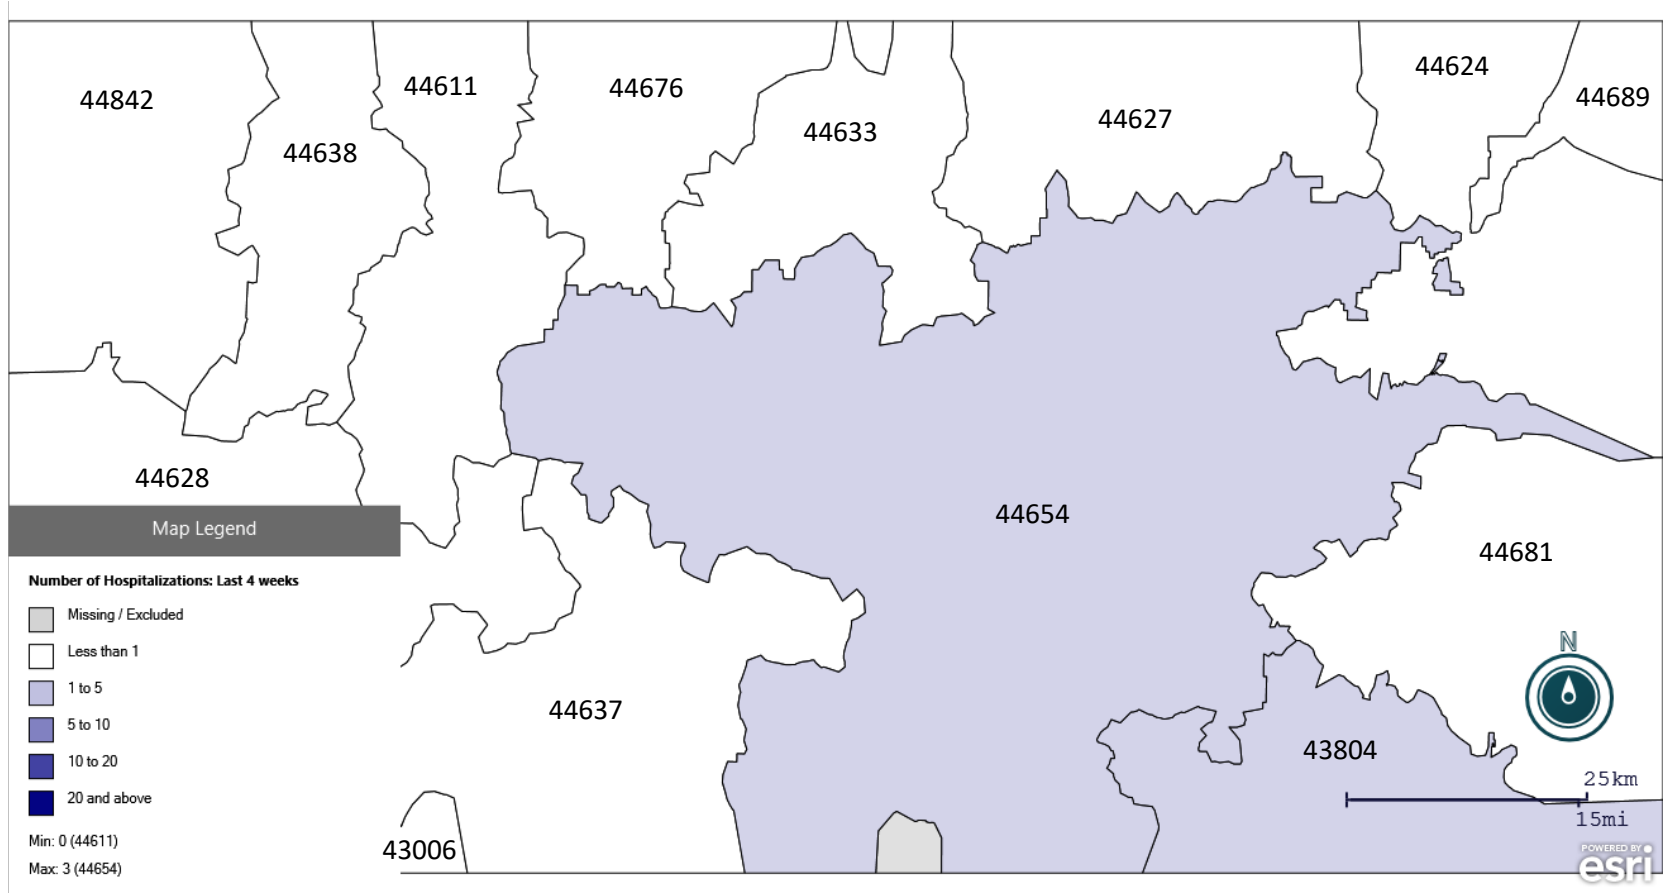 44842
44638
44611
44676
44633
44627
44624
44689
44628
44654
44681
44637
43804
43006
Map Legend
Number of Hospitalizations: Last 4 weeks
Missing / Excluded
Less than 1
1 to 5
5 to 10
10 to 20
20 and above
Min: 0 (44611)
Max: 3 (44654)
N
25km
15mi
POWERED BY
esri